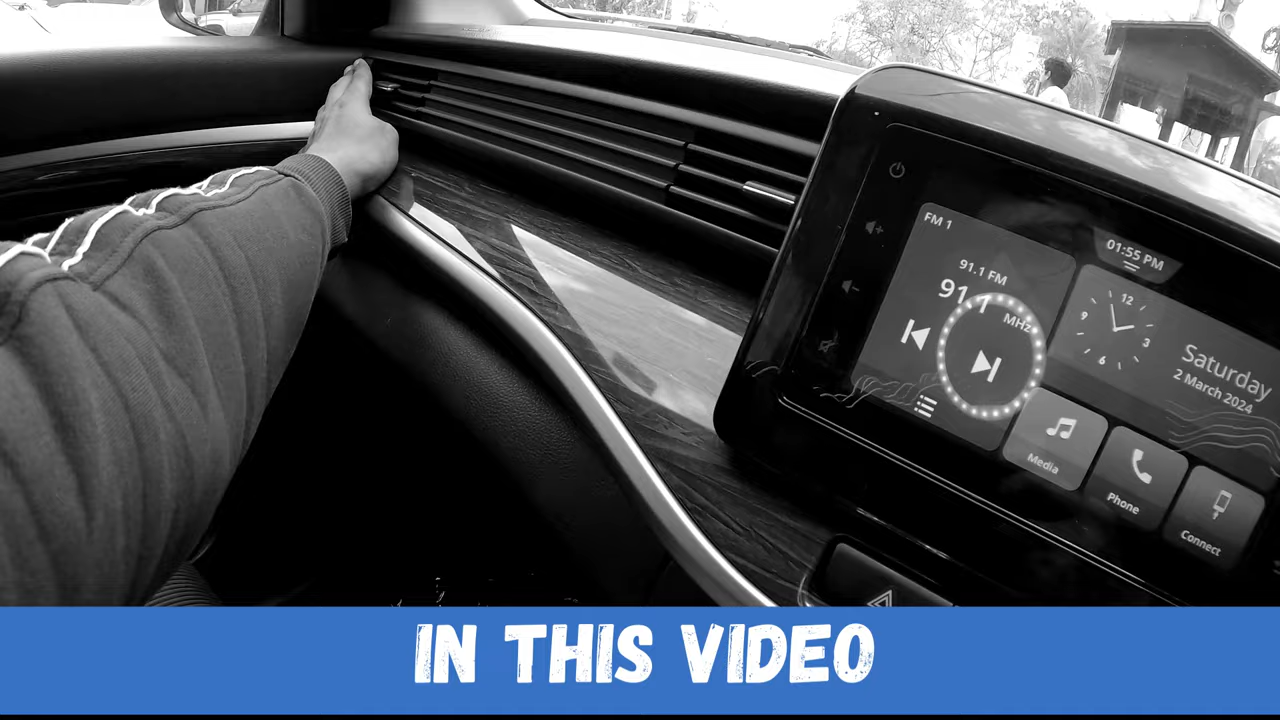 FM 1
91.1 FM
91.1 MHz
01:55 PM
12
3
6
9
Saturday
2 March 2024
Media
Phone
Connect
IN THIS VIDEO